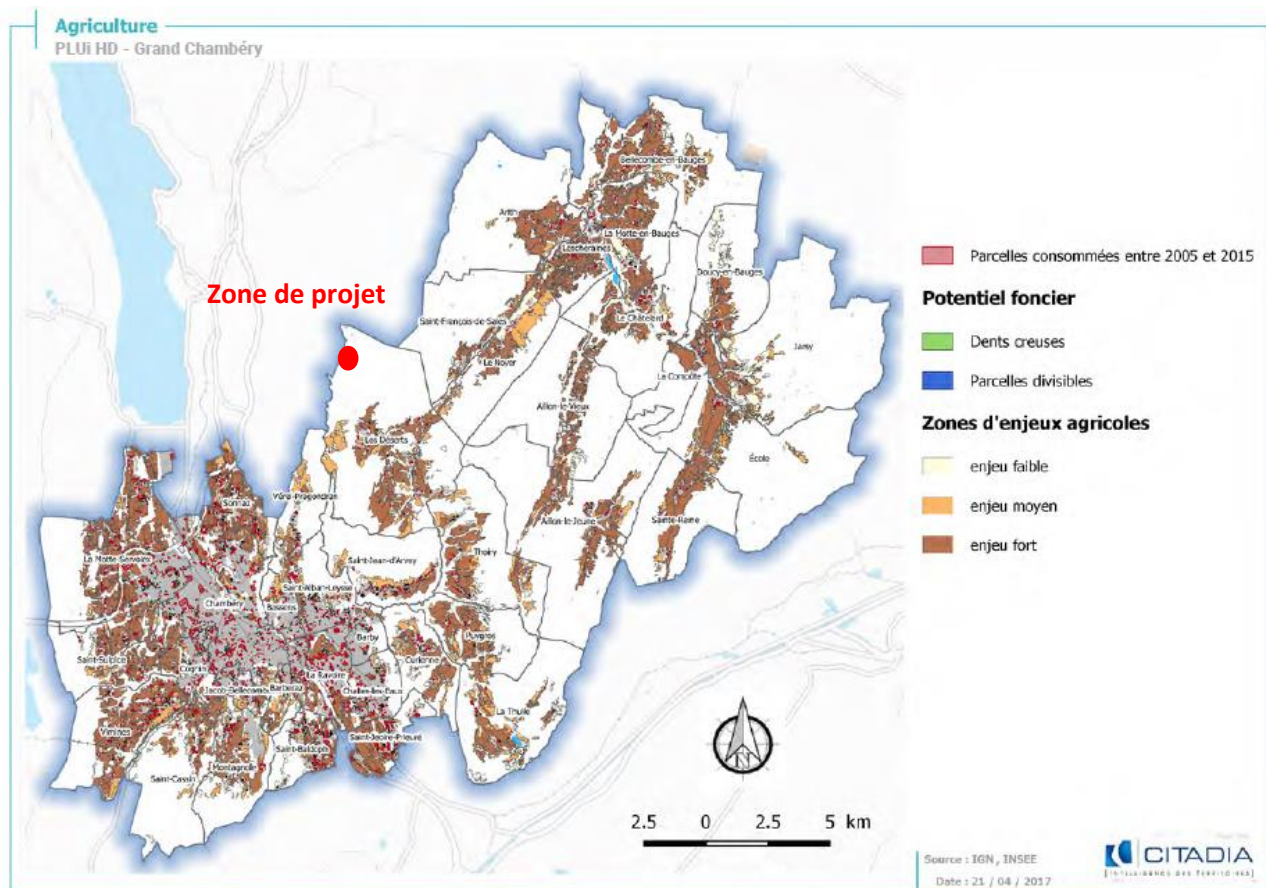 Agriculture
PLUi HD - Grand Chambéry
Bellecombe-en-Bauges
Arith
La Motte-en-Bauges
Lescheraines
Doucy-en-Bauges
Zone de projet
Le Châtelard
Saint-François-de-Sales
Jarsy
Le Noyer
La Compôte
Aillon-le-Vieux
Les Déserts
École
Vérel-Pragondran
Sonnaz
Aillon-le-Jeune
Sainte-Reine
La Motte-Servolex
Thoiry
Saint-Jean-d'Arvey
Saint-Alban-Leysse
Chambéry
Bassens
Barby
Puygros
Saint-Sulpice
Curienne
Cognin
La Ravoire
Jacob-Bellecombette
Barberaz
Challes-les-Eaux
La Thuile
Vimines
Saint-Jeoire-Prieuré
Saint-Baldoph
Montagnole
Saint-Cassin
Parcelles consommées entre 2005 et 2015
Potentiel foncier
Dents creuses
Parcelles divisibles
Zones d'enjeux agricoles
enjeu faible
enjeu moyen
enjeu fort
N
2.5 0 2.5 5 km
Source : IGN, INSEE
Date : 21 / 04 / 2017
CITADIA
INTELLIGENCE DES TERRITOIRES